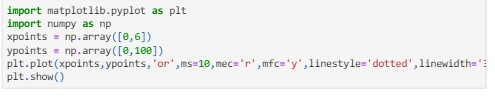 import matplotlib.pyplot as plt
import numpy as np
xpoints = np.array([0,6])
ypoints = np.array([0,100])
plt.plot(xpoints,ypoints,'or',ms=10,mec='r',mfc='y',linestyle='dotted',linewidth='
plt.show()